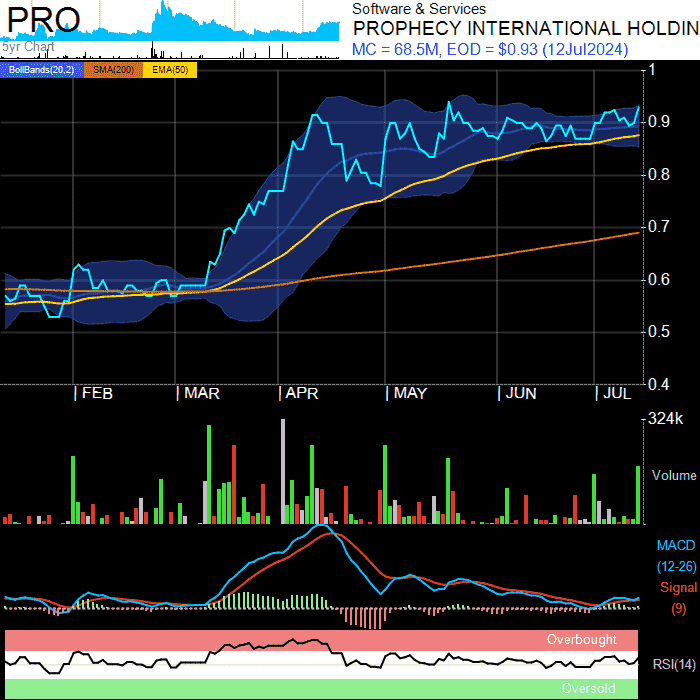 PRO
5yr Chart
Software & Services
PROPHECY INTERNATIONAL HOLDIN
MC = 68.5M, EOD = $0.93 (12Jul2024)
BollBands(20,2) SMA(200) EMA(50)
1
0.9
0.8
0.7
0.6
0.5
0.4
| FEB | MAR | APR | MAY | JUN | JUL
324k
Volume
MACD
(12-26)
Signal
(9)
Overbought
RSI(14)
Oversold